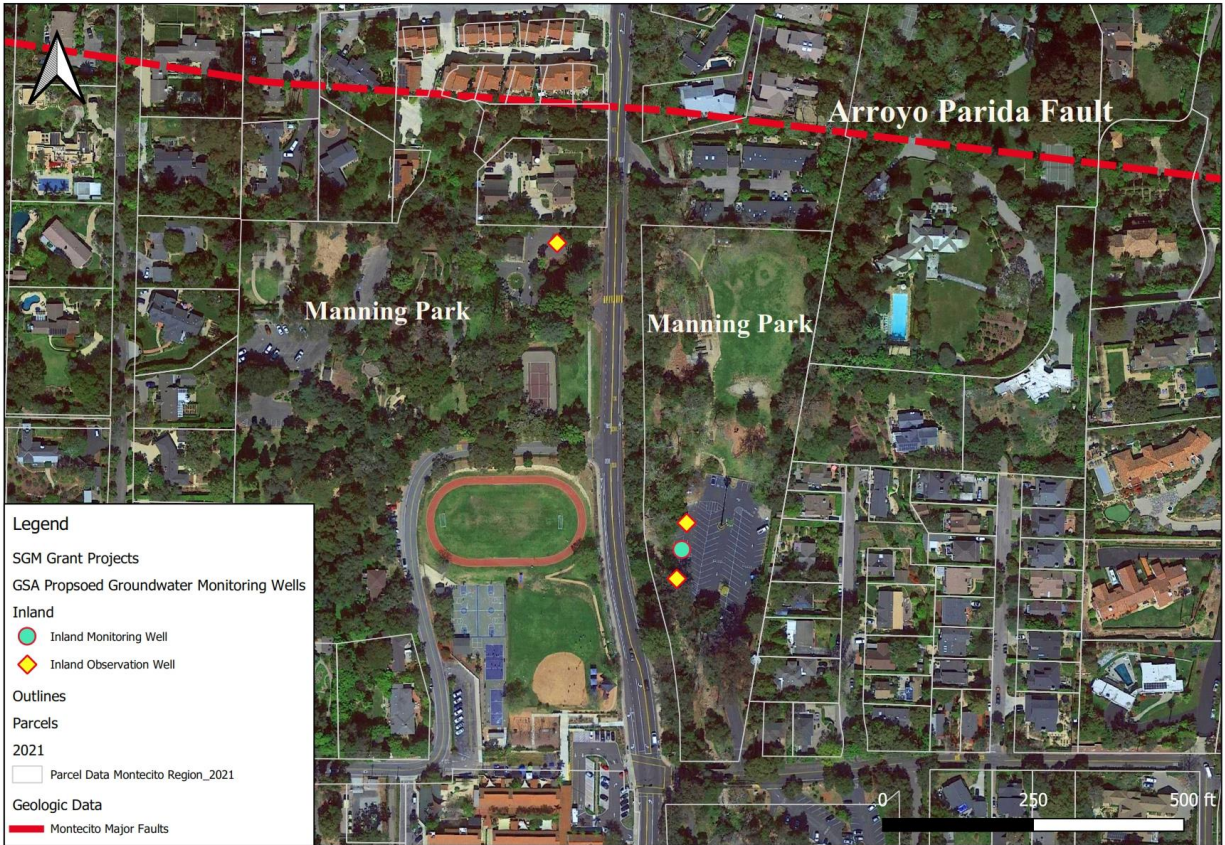 Arroyo Parida Fault
Manning Park
Manning Park
Legend
SGM Grant Projects
GSA Propsoed Groundwater Monitoring Wells
Inland
Inland Monitoring Well
Inland Observation Well
Outlines
Parcels
2021
Parcel Data Montecito Region_2021
Geologic Data
Montecito Major Faults
0 250 500 ft